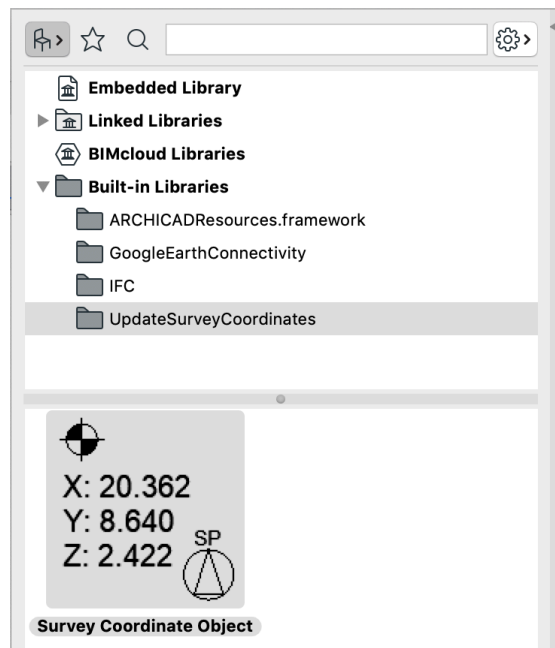 Embedded Library
Linked Libraries
BIMcloud Libraries
Built-in Libraries
ARCHICADResources.framework
GoogleEarthConnectivity
IFC
UpdateSurveyCoordinates
X: 20.362
Y: 8.640
Z: 2.422
SP
Survey Coordinate Object